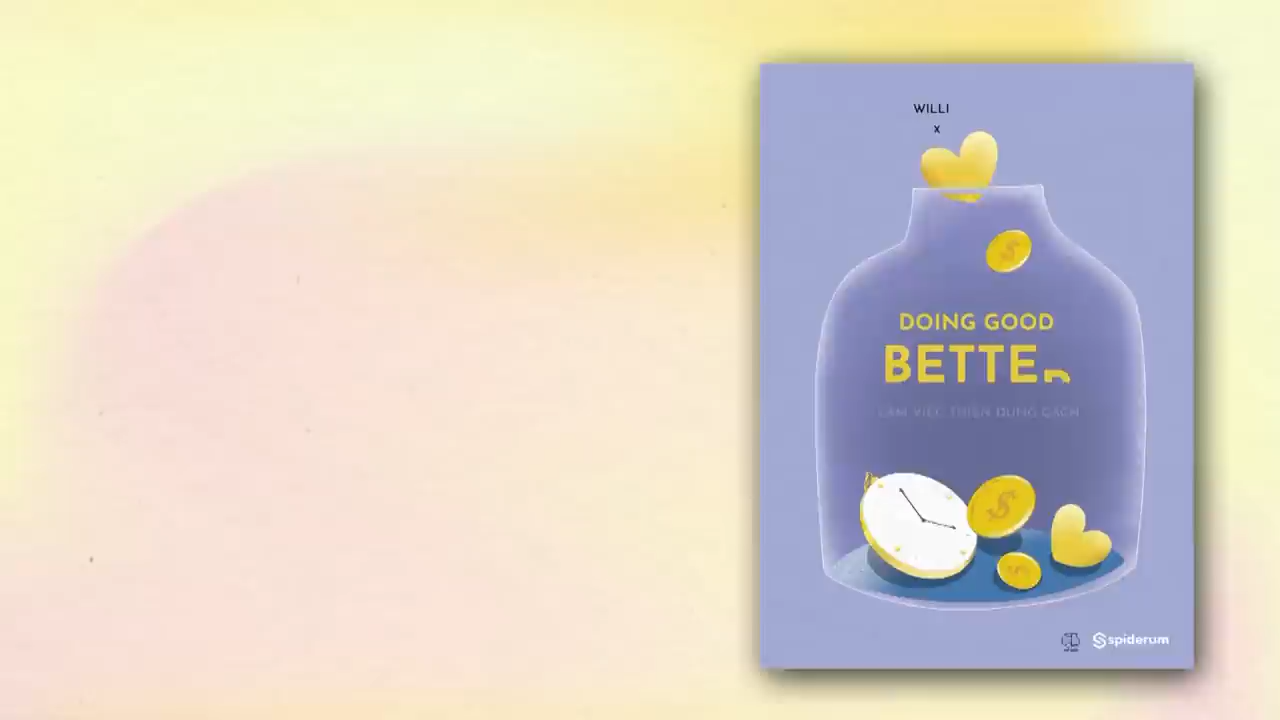 WILLI
x
DOING GOOD
BETTE
LÀM VIỆC THIỆN ĐÚNG CÁCH
spiderum